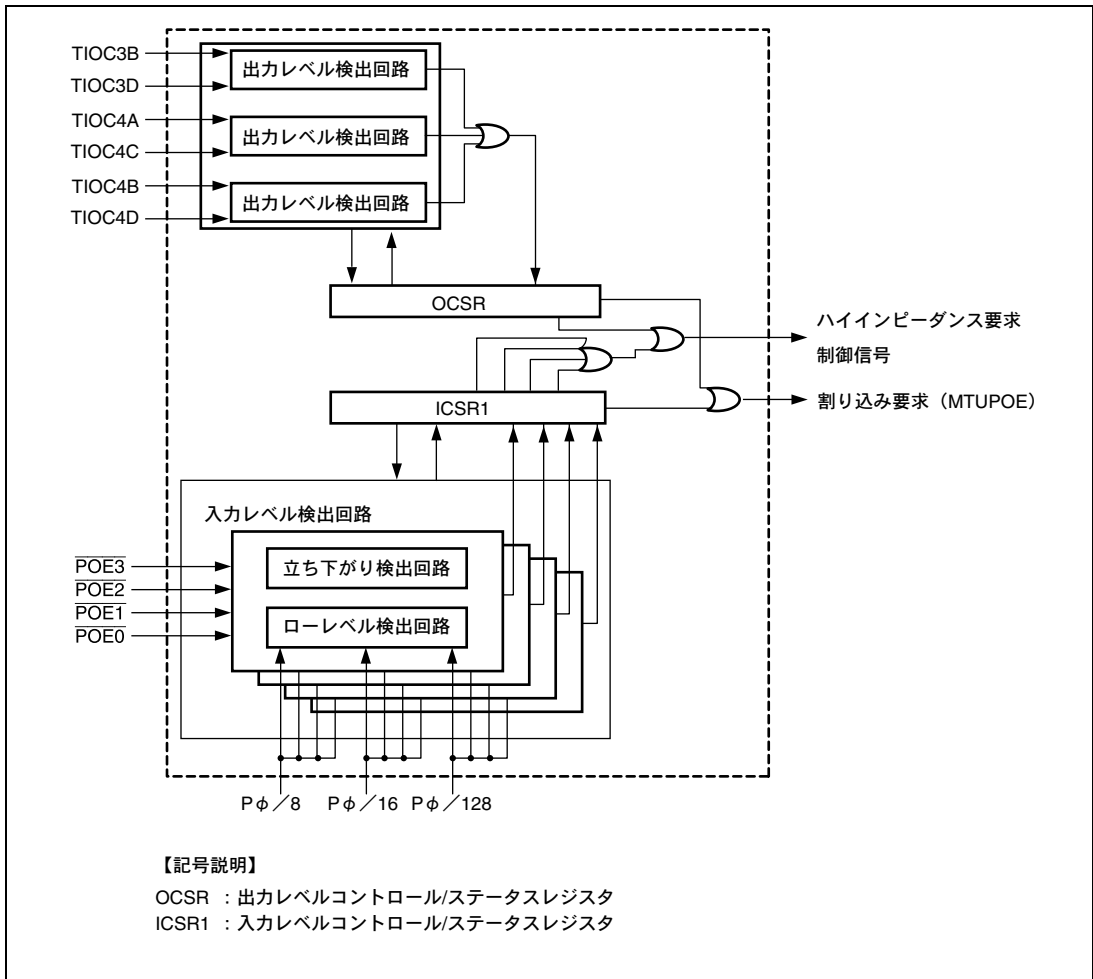 TIOC3B
TIOC3D
TIOC4A
TIOC4C
TIOC4B
TIOC4D
出力レベル検出回路
出力レベル検出回路
出力レベル検出回路
OCSR
ICSR1
ハイインピーダンス要求
制御信号
割り込み要求（MTUPOE）
入力レベル検出回路
立ち下がり検出回路
ローレベル検出回路
POE3
POE2
POE1
POE0
Pφ／8 Pφ／16 Pφ／128
【記号説明】
OCSR ：出力レベルコントロール/ステータスレジスタ
ICSR1 ：入力レベルコントロール/ステータスレジスタ